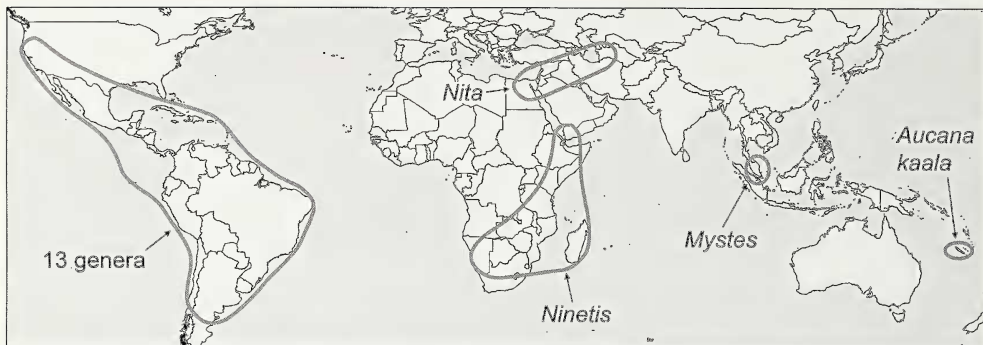 Nita
Aucana
kaala
Mystes
13 genera
Ninetis